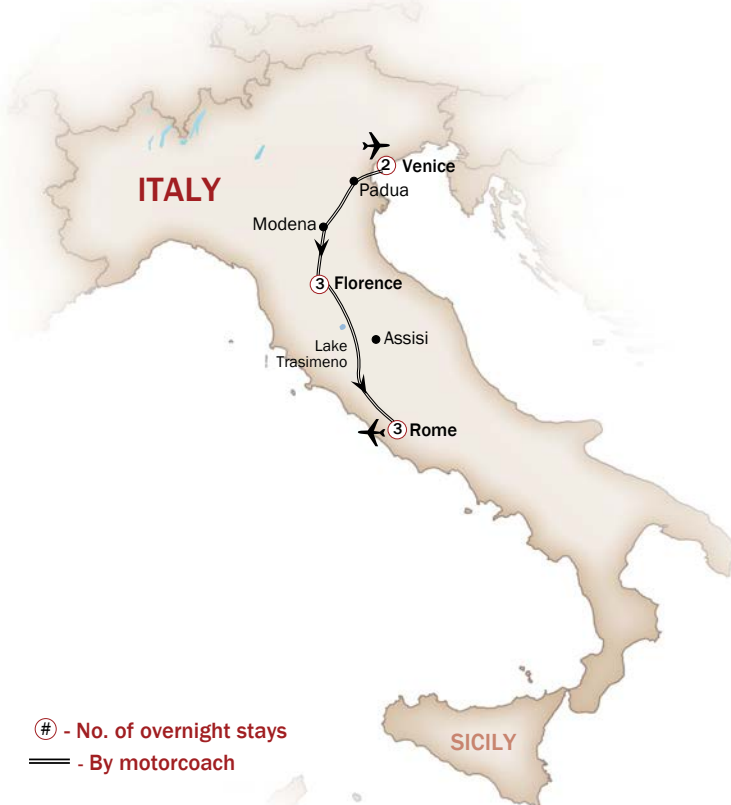 2 Venice
Padua
ITALY
Modena
3 Florence
Assisi
Lake
Trasimeno
3 Rome
# - No. of overnight stays
SICILY
- By motorcoach